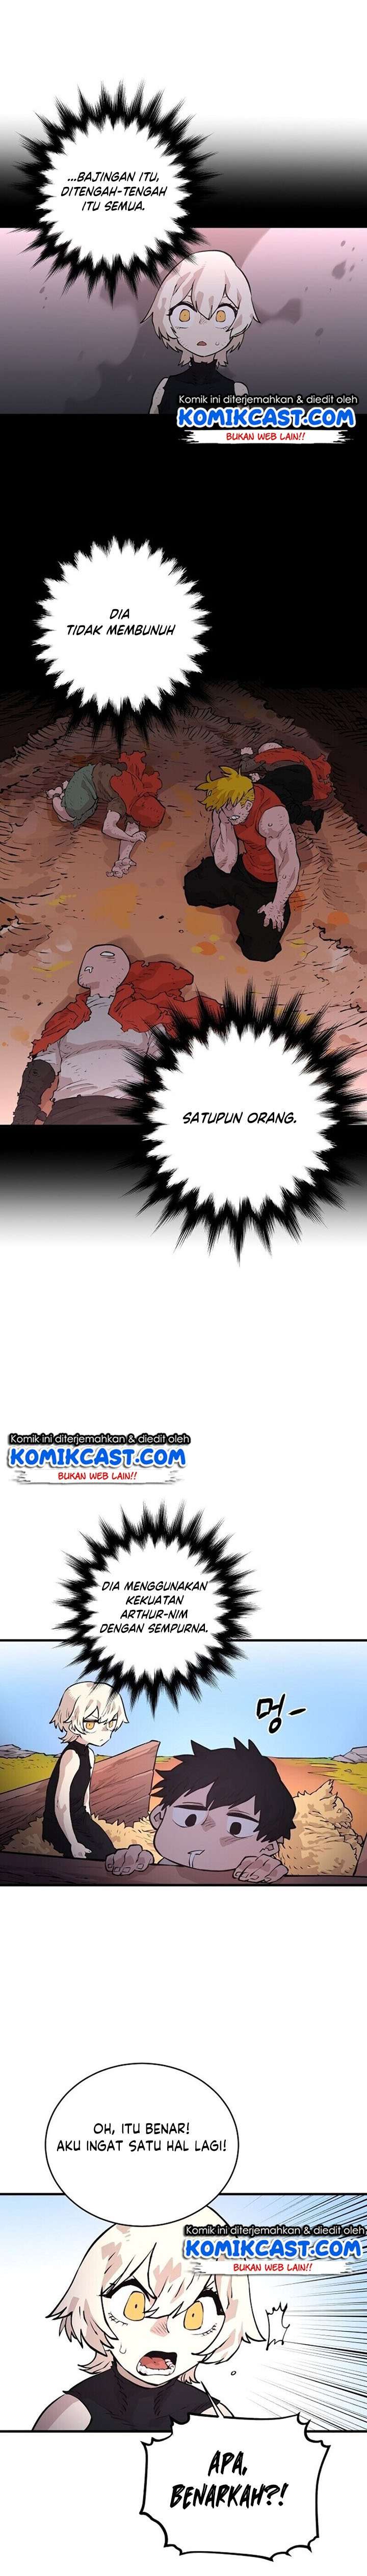 ...BAJINGAN ITU,
DITENGAH-TENGAH
ITU SEMUA.
Komik ini diterjemahkan & diedit oleh
KOMIKCAST.COM
BUKAN WEB LAIN!!
DIA
TIDAK MEMBUNUH
SATUPUN ORANG.
Komik ini diterjemahkan & diedit oleh
KOMIKCAST.COM
BUKAN WEB LAIN!!
DIA MENGGUNAKAN
KEKUATAN
ARTHUR-NIM
DENGAN SEMPURNA.
멍-
OH, ITU BENAR!
AKU INGAT SATU HAL LAGI!
Komik ini diterjemahkan & diedit oleh
KOMIKCAST.COM
BUKAN WEB LAIN!!
APA,
BENARKAH?!